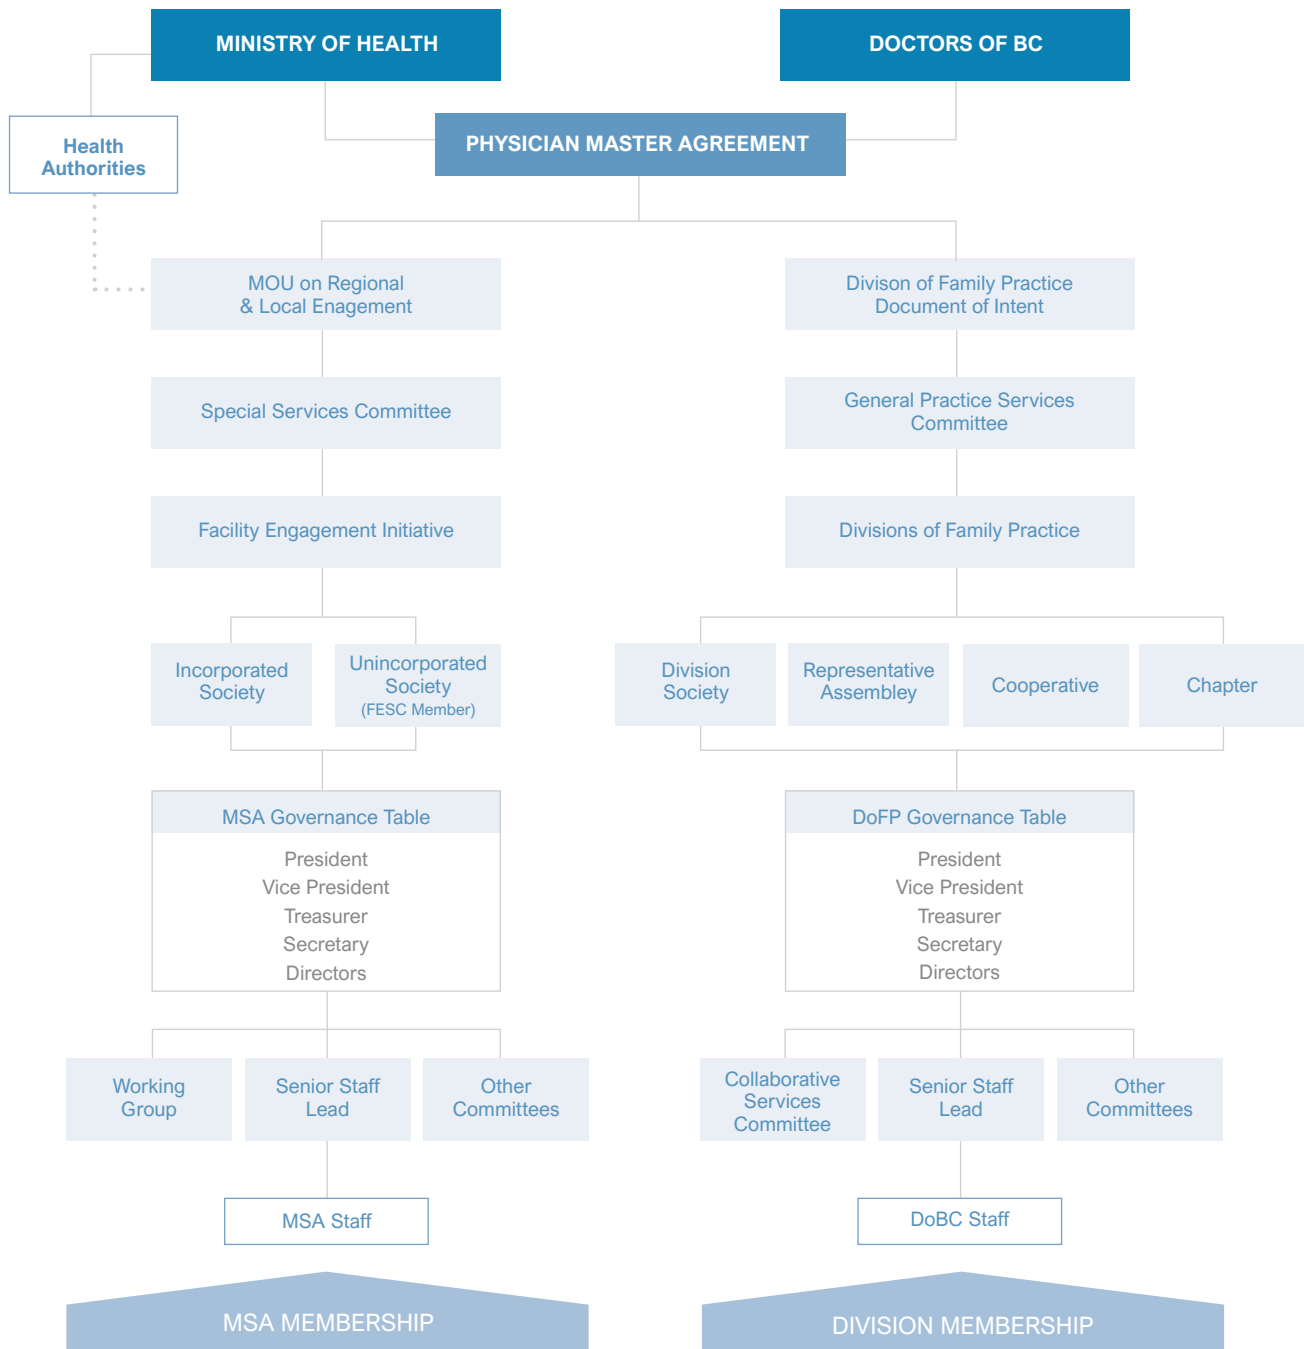 MINISTRY OF HEALTH
DOCTORS OF BC
Health
Authorities
PHYSICIAN MASTER AGREEMENT
MOU on Regional
& Local Enagement
Divison of Family Practice
Document of Intent
Special Services Committee
General Practice Services
Committee
Facility Engagement Initiative
Divisions of Family Practice
Incorporated
Society
Unincorporated
Society
(FESC Member)
Division
Society
Representative
Assembley
Cooperative
Chapter
MSA Governance Table
President
Vice President
Treasurer
Secretary
Directors
DoFP Governance Table
President
Vice President
Treasurer
Secretary
Directors
Working
Group
Senior Staff
Lead
Other
Committees
Collaborative
Services
Committee
Senior Staff
Lead
Other
Committees
MSA Staff
DoBC Staff
MSA MEMBERSHIP
DIVISION MEMBERSHIP